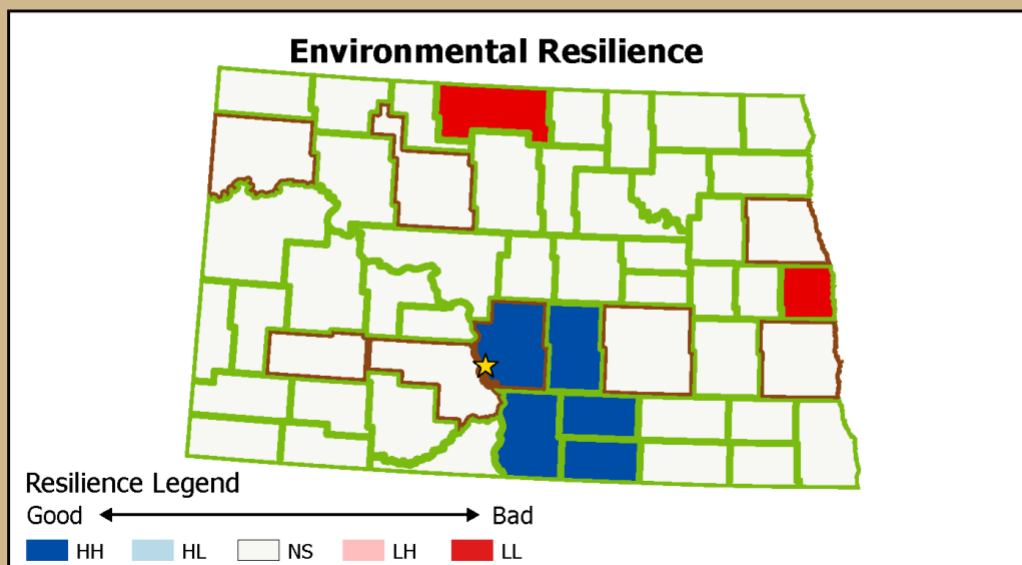 Environmental Resilience
Resilience Legend
Good Bad
HH HL NS LH LL